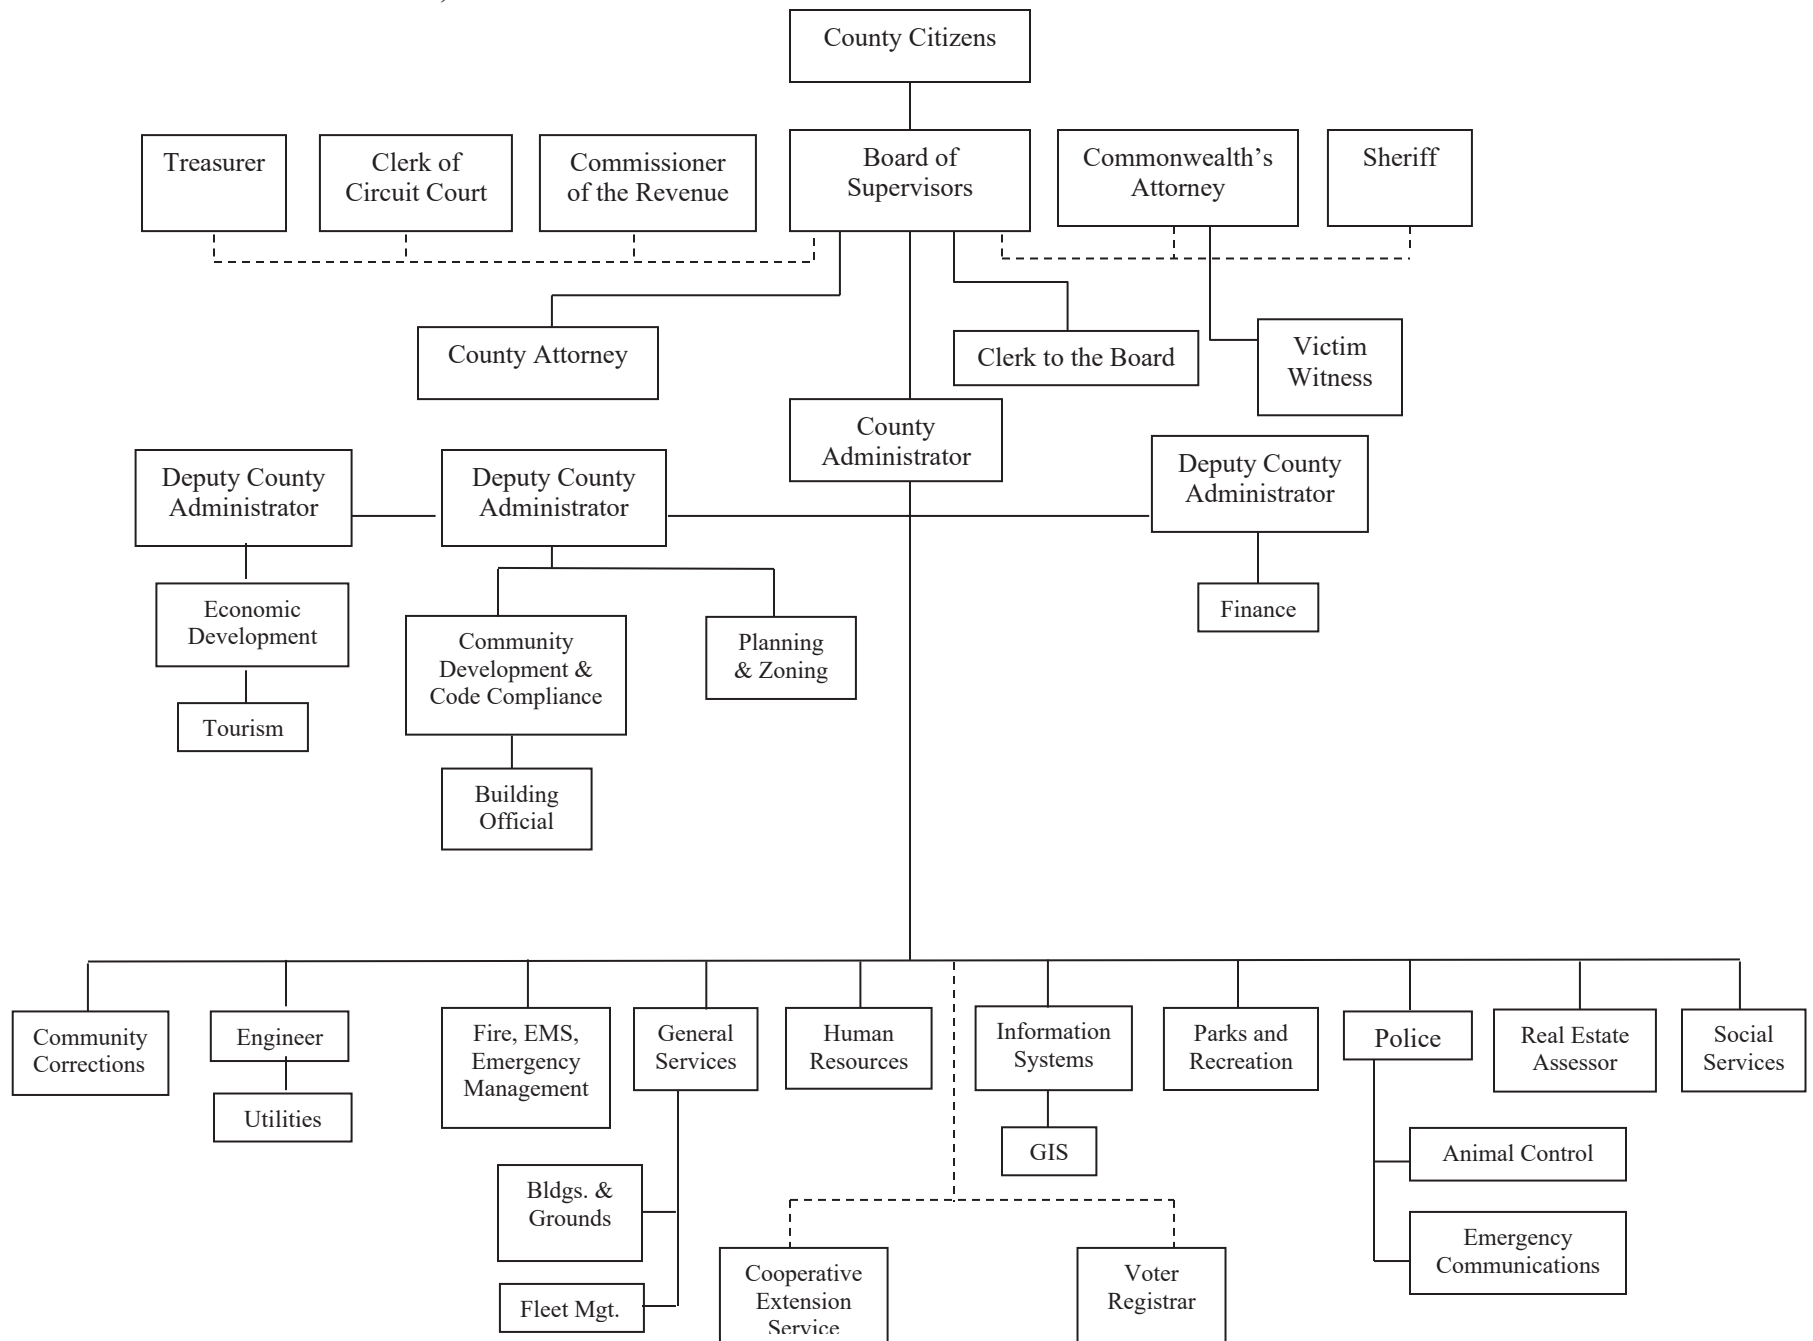 County Citizens
Treasurer
Clerk of
Circuit Court
Commissioner
of the Revenue
Board of
Supervisors
Commonwealth’s
Attorney
Sheriff
County Attorney
Clerk to the Board
Victim
Witness
County
Administrator
Deputy County
Administrator
Deputy County
Administrator
Deputy County
Administrator
Economic
Development
Tourism
Community
Development &
Code Compliance
Planning
& Zoning
Building
Official
Finance
Community
Corrections
Engineer
Utilities
Fire, EMS,
Emergency
Management
General
Services
Bldgs. &
Grounds
Fleet Mgt.
Human
Resources
Cooperative
Extension
Service
Voter
Registrar
Information
Systems
GIS
Parks and
Recreation
Police
Animal Control
Emergency
Communications
Real Estate
Assessor
Social
Services